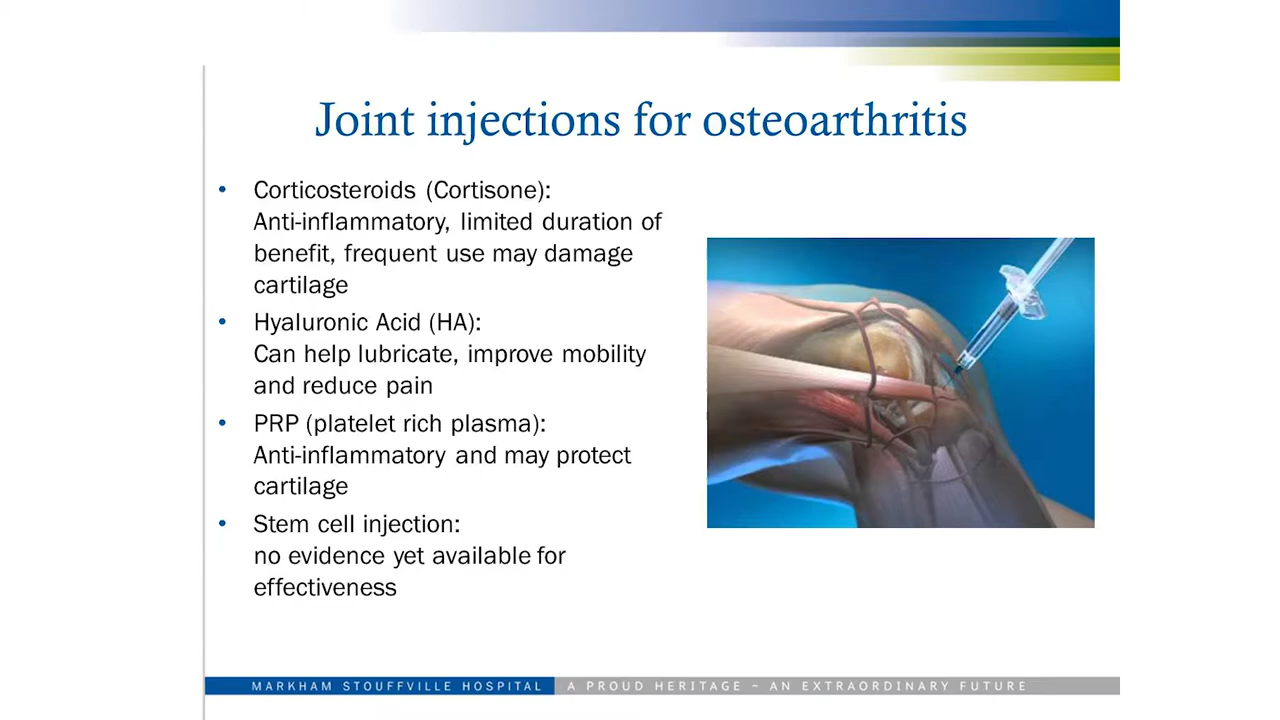 Joint injections for osteoarthritis
• Corticosteroids (Cortisone):
Anti-inflammatory, limited duration of
benefit, frequent use may damage
cartilage
• Hyaluronic Acid (HA):
Can help lubricate, improve mobility
and reduce pain
• PRP (platelet rich plasma):
Anti-inflammatory and may protect
cartilage
• Stem cell injection:
no evidence yet available for
effectiveness
MARKHAM STOUFFVILLE HOSPITAL A PROUD HERITAGE – AN EXTRAORDINARY FUTURE